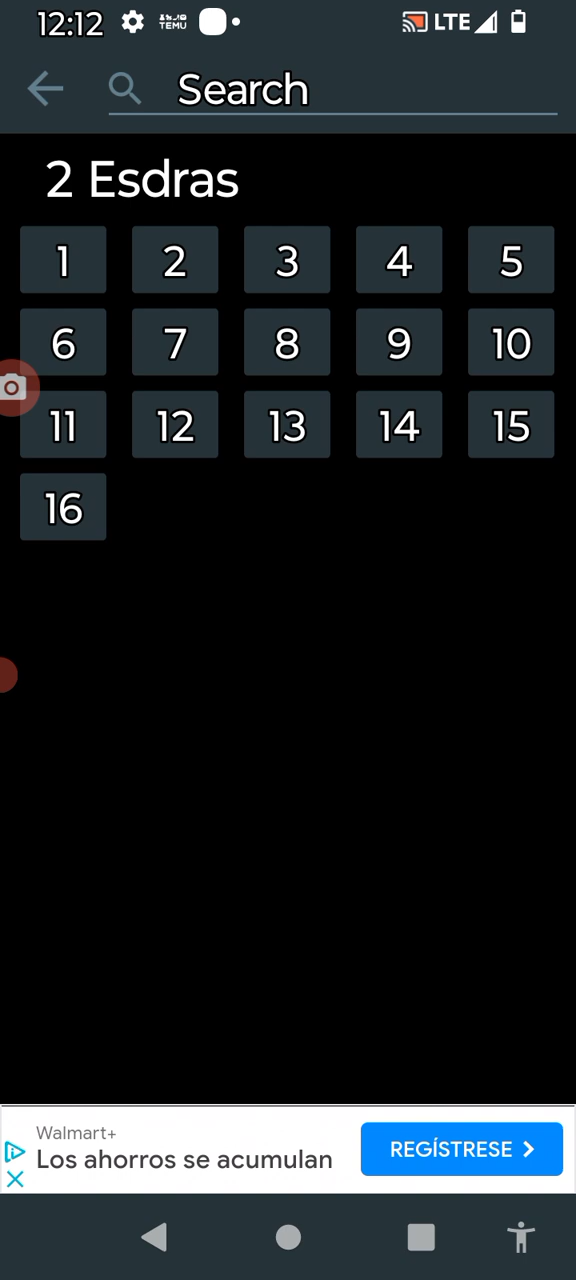 12:12 TEMU LTE
Search
2 Esdras
1 2 3 4 5
6 7 8 9 10
11 12 13 14 15
16
Walmart+
Los ahorros se acumulan
REGÍSTRESE